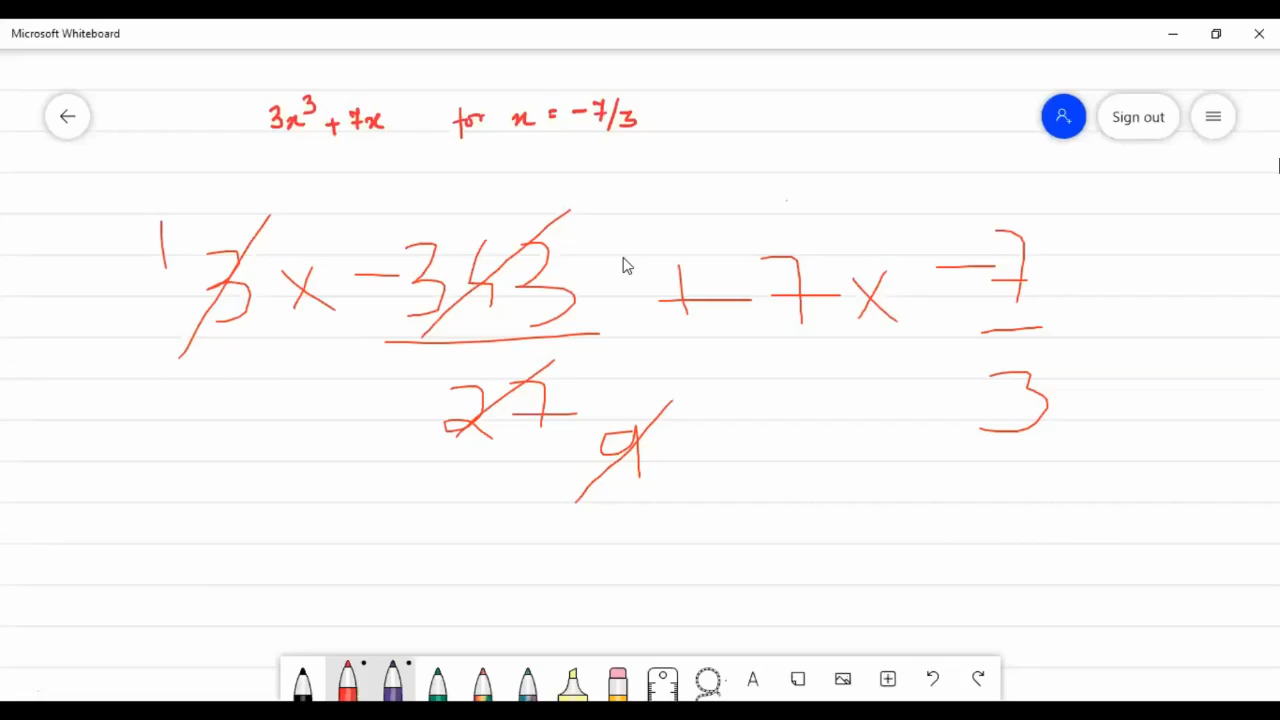 Microsoft Whiteboard
3x³ + 7x for x = -7/3
Sign out
1 3 x -343 + 7 x -7
27 3
9
A